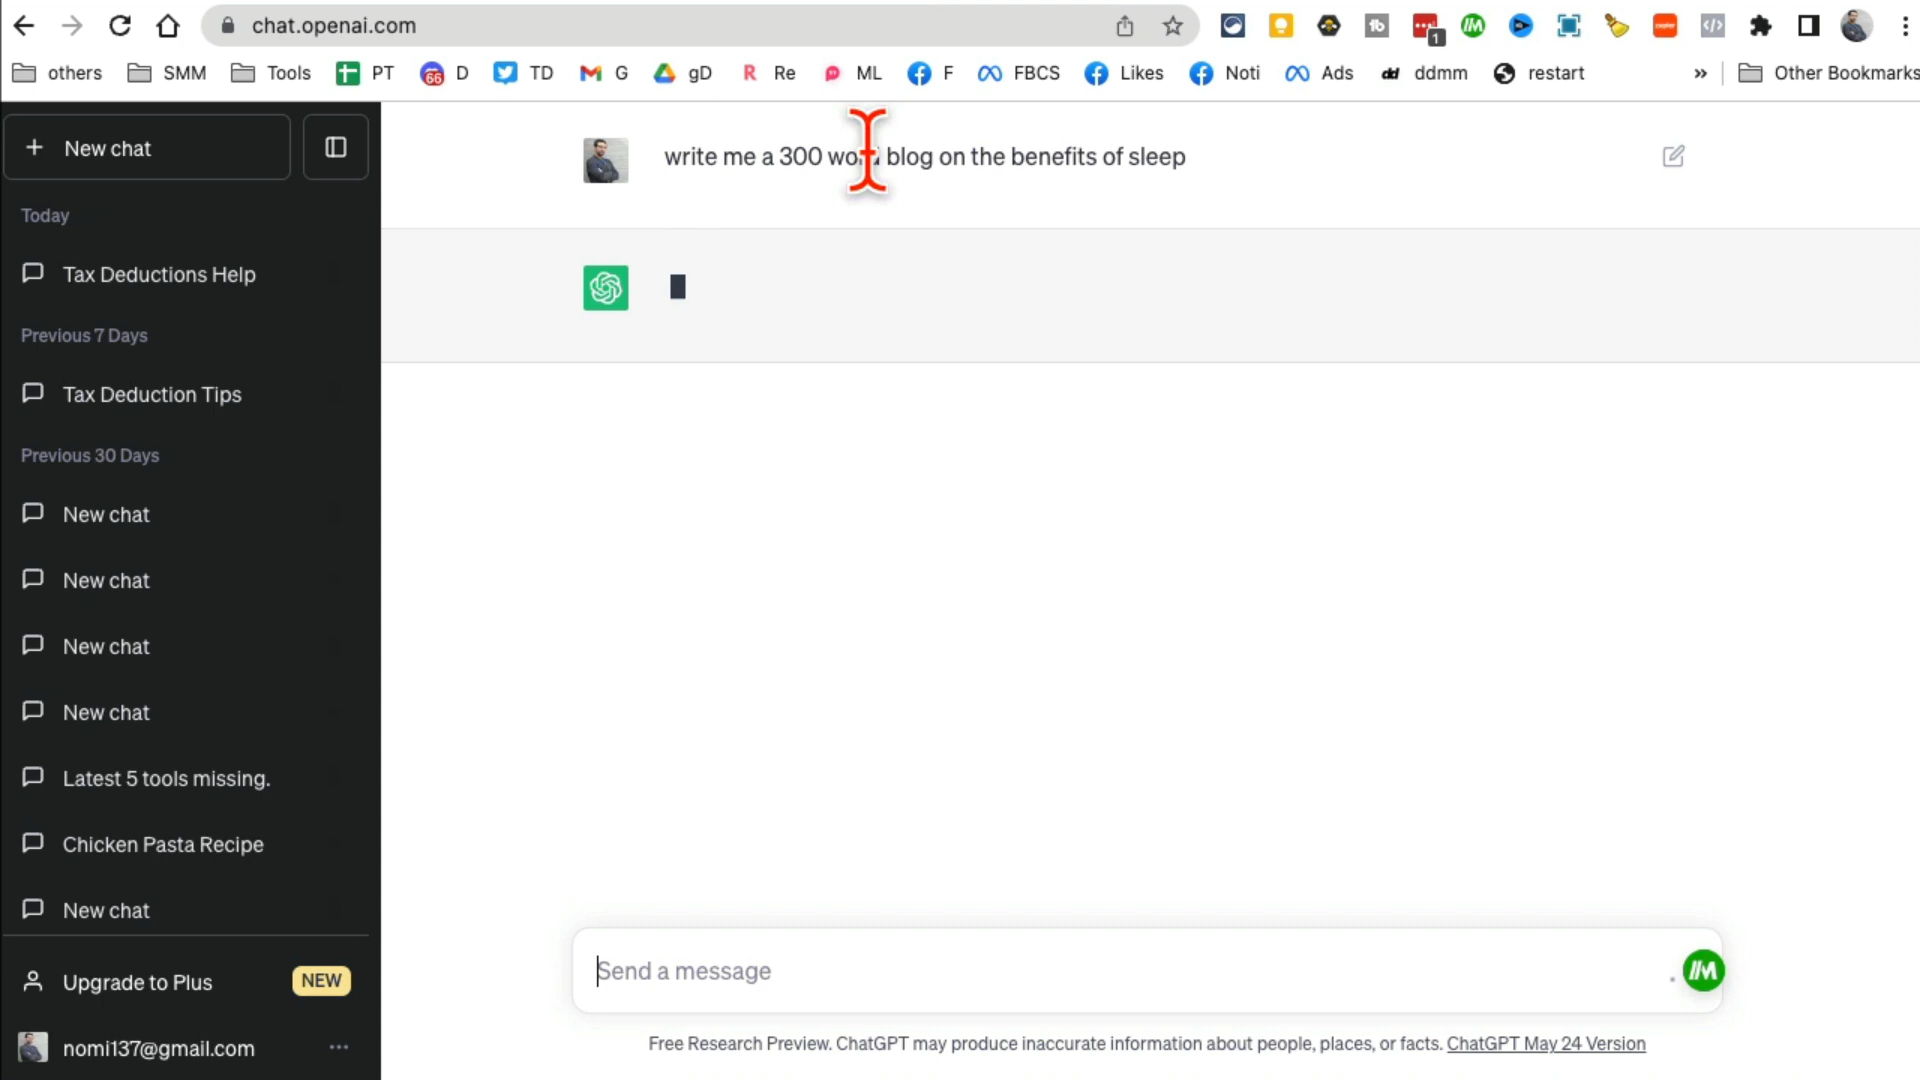 chat.openai.com
1
others SMM Tools PT D TD G gD Re ML F FBCS Likes Noti Ads ddmm restart » Other Bookmarks
+ New chat
write me a 300 word blog on the benefits of sleep
Today
Tax Deductions Help
Previous 7 Days
Tax Deduction Tips
Previous 30 Days
New chat
New chat
New chat
New chat
Latest 5 tools missing.
Chicken Pasta Recipe
New chat
Upgrade to Plus NEW
nomi137@gmail.com
Send a message
Free Research Preview. ChatGPT may produce inaccurate information about people, places, or facts. ChatGPT May 24 Version